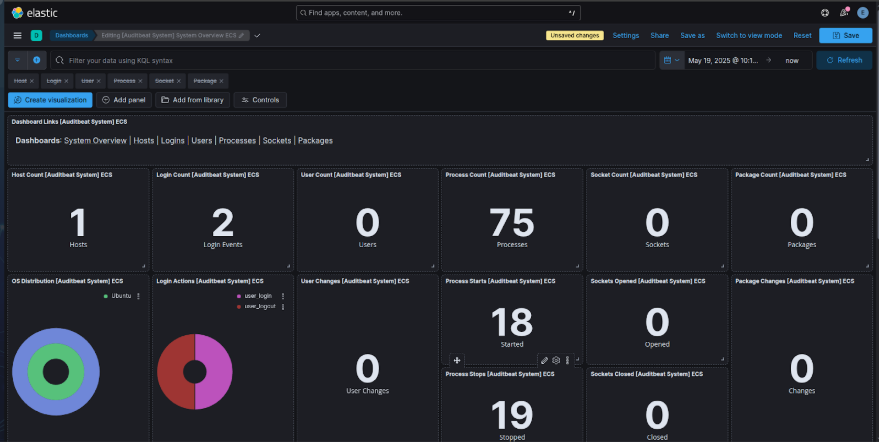 elastic
Find apps, content, and more.
*/
E
D
Dashboards
Editing [Auditbeat System] System Overview ECS
Unsaved changes
Settings
Share
Save as
Switch to view mode
Reset
Save
Filter your data using KQL syntax
May 19, 2025 @ 10:1...
now
Refresh
Host × Login × User × Process × Socket × Package ×
Create visualization
Add panel
Add from library
Controls
Dashboard Links [Auditbeat System] ECS
Dashboards: System Overview | Hosts | Logins | Users | Processes | Sockets | Packages
Host Count [Auditbeat System] ECS
1
Hosts
Login Count [Auditbeat System] ECS
2
Login Events
User Count [Auditbeat System] ECS
0
Users
Process Count [Auditbeat System] ECS
75
Processes
Socket Count [Auditbeat System] ECS
0
Sockets
Package Count [Auditbeat System] ECS
0
Packages
OS Distribution [Auditbeat System] ECS
Ubuntu
Login Actions [Auditbeat System] ECS
user_login
user_logout
User Changes [Auditbeat System] ECS
0
User Changes
Process Starts [Auditbeat System] ECS
18
Started
Sockets Opened [Auditbeat System] ECS
0
Opened
Package Changes [Auditbeat System] ECS
0
Changes
Process Stops [Auditbeat System] ECS
19
Stopped
Sockets Closed [Auditbeat System] ECS
0
Closed